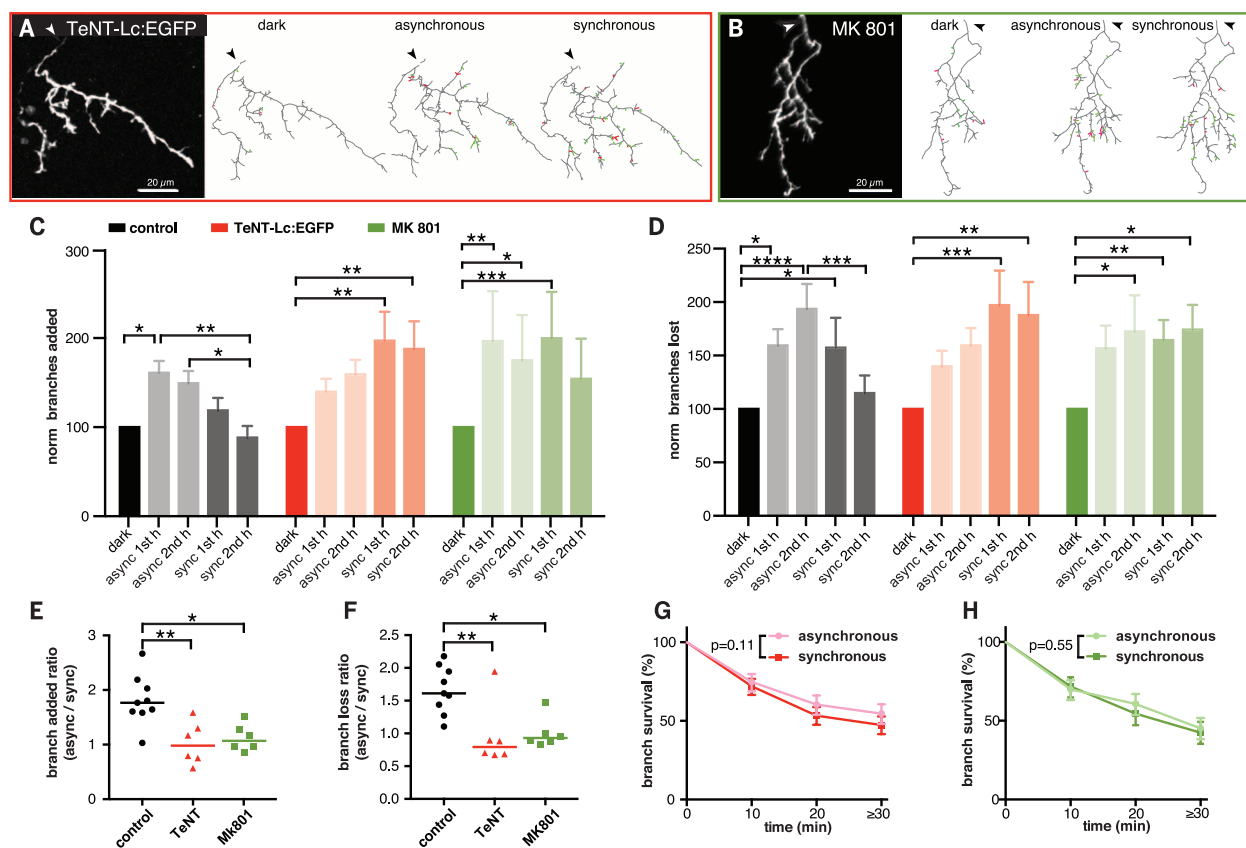 A TeNT-Lc:EGFP dark asynchronous synchronous
20 µm
B MK 801 dark asynchronous synchronous
20 µm
C control TeNT-Lc:EGFP MK 801
norm branches added
300
200
100
0
* ** * ** ** ** * ***
dark async 1st h async 2nd h sync 1st h sync 2nd h
dark async 1st h async 2nd h sync 1st h sync 2nd h
dark async 1st h async 2nd h sync 1st h sync 2nd h
D
norm branches lost
250
200
150
100
50
0
* **** * *** ** *** * ** *
dark async 1st h async 2nd h sync 1st h sync 2nd h
dark async 1st h async 2nd h sync 1st h sync 2nd h
dark async 1st h async 2nd h sync 1st h sync 2nd h
E
branch added ratio
(async / sync)
3
2
1
0
*
**
control TeNT Mk801
F
branch loss ratio
(async / sync)
2.5
2.0
1.5
1.0
0.5
0.0
*
**
control TeNT MK801
G
branch survival (%)
100
50
0
p=0.11
asynchronous
synchronous
0 10 20 ≥30
time (min)
H
branch survival (%)
100
50
0
p=0.55
asynchronous
synchronous
0 10 20 ≥30
time (min)